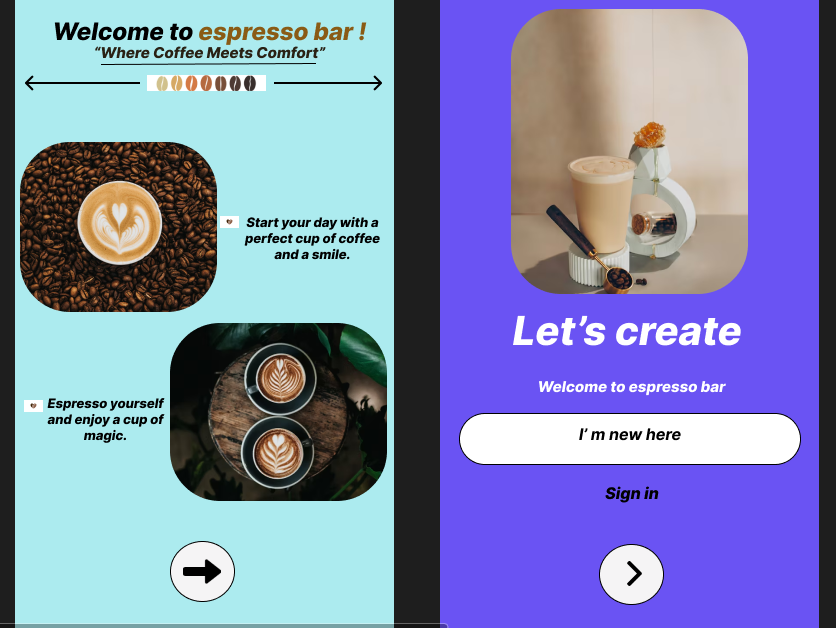 Welcome to espresso bar !
“Where Coffee Meets Comfort”
Start your day with a
perfect cup of coffee
and a smile.
Espresso yourself
and enjoy a cup of
magic.
Let’s create
Welcome to espresso bar
I’ m new here
Sign in